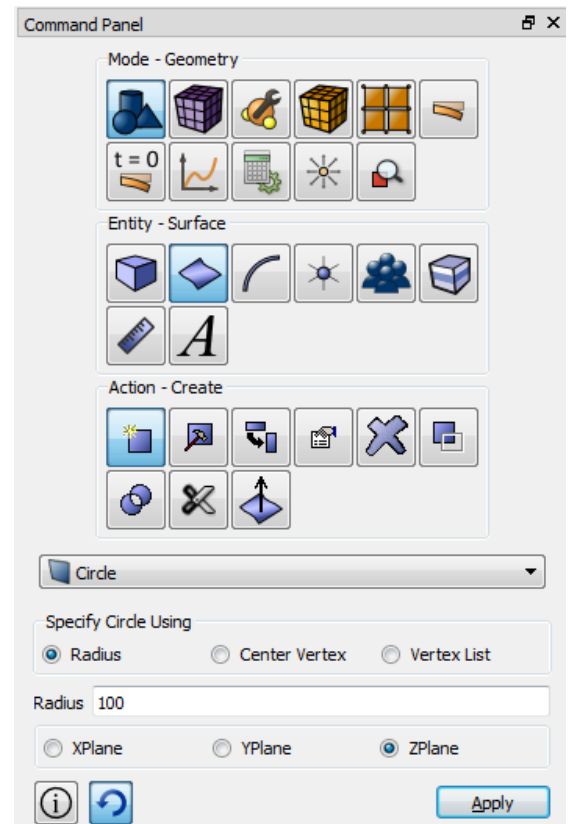 Command Panel
Mode - Geometry
t = 0
Entity - Surface
A
Action - Create
Circle
Specify Circle Using
Radius Center Vertex Vertex List
Radius 100
XPlane YPlane ZPlane
i Apply